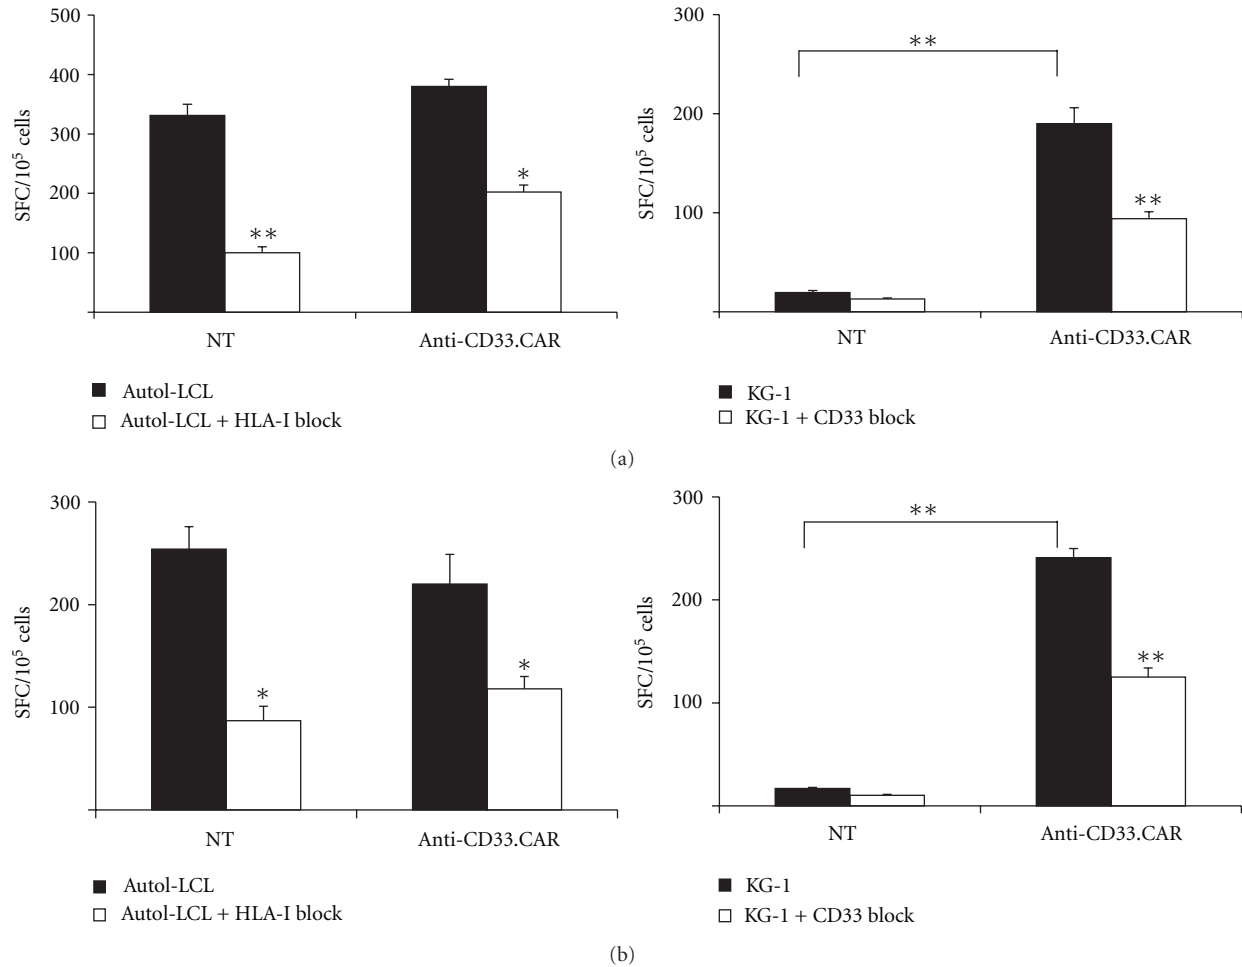 500
400
300
200
100
SFC/10⁵ cells
**
*
NT
Anti-CD33.CAR
Autol-LCL
Autol-LCL + HLA-I block
300
200
100
SFC/10⁵ cells
**
**
NT
Anti-CD33.CAR
KG-1
KG-1 + CD33 block
(a)
300
200
100
SFC/10⁵ cells
*
*
NT
Anti-CD33.CAR
Autol-LCL
Autol-LCL + HLA-I block
300
200
100
SFC/10⁵ cells
**
**
NT
Anti-CD33.CAR
KG-1
KG-1 + CD33 block
(b)